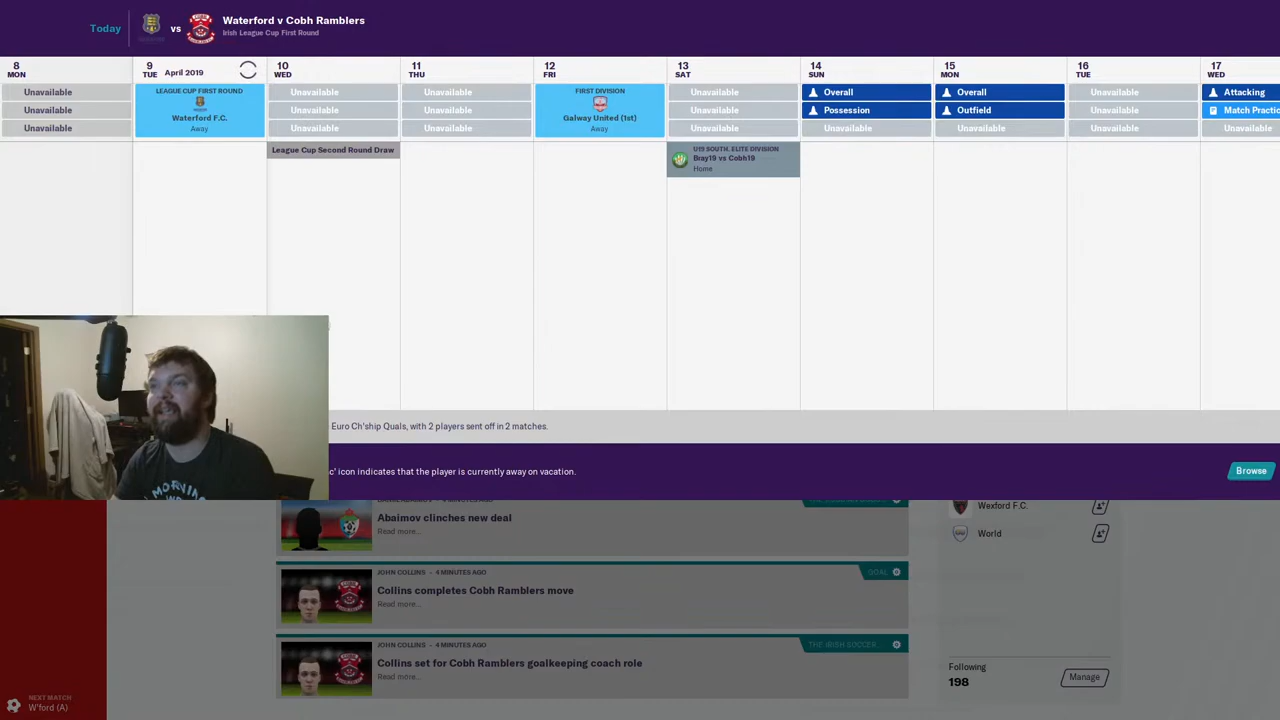 Today
vs
Waterford v Cobh Ramblers
Irish League Cup First Round
8
MON
9
TUE April 2019
10
WED
11
THU
12
FRI
13
SAT
14
SUN
15
MON
16
TUE
17
WED
Unavailable
Unavailable
Unavailable
LEAGUE CUP FIRST ROUND
Waterford F.C.
Away
Unavailable
Unavailable
Unavailable
League Cup Second Round Draw
Unavailable
Unavailable
Unavailable
FIRST DIVISION
Galway United (1st)
Away
Unavailable
Unavailable
Unavailable
U19 SOUTH. ELITE DIVISION
Bray19 vs Cobh19
Home
Overall
Possession
Unavailable
Overall
Outfield
Unavailable
Unavailable
Unavailable
Unavailable
Attacking
Match Practic
Unavailable
Euro Ch'ship Quals, with 2 players sent off in 2 matches.
c' icon indicates that the player is currently away on vacation.
Browse
4 MINUTES AGO
Abaimov clinches new deal
Read more...
JOHN COLLINS - 4 MINUTES AGO
GOAL
Collins completes Cobh Ramblers move
Read more...
JOHN COLLINS - 4 MINUTES AGO
THE IRISH SOCCER
Collins set for Cobh Ramblers goalkeeping coach role
Read more...
Wexford F.C.
World
Following
198
Manage
NEXT MATCH
W'ford (A)
MORNING